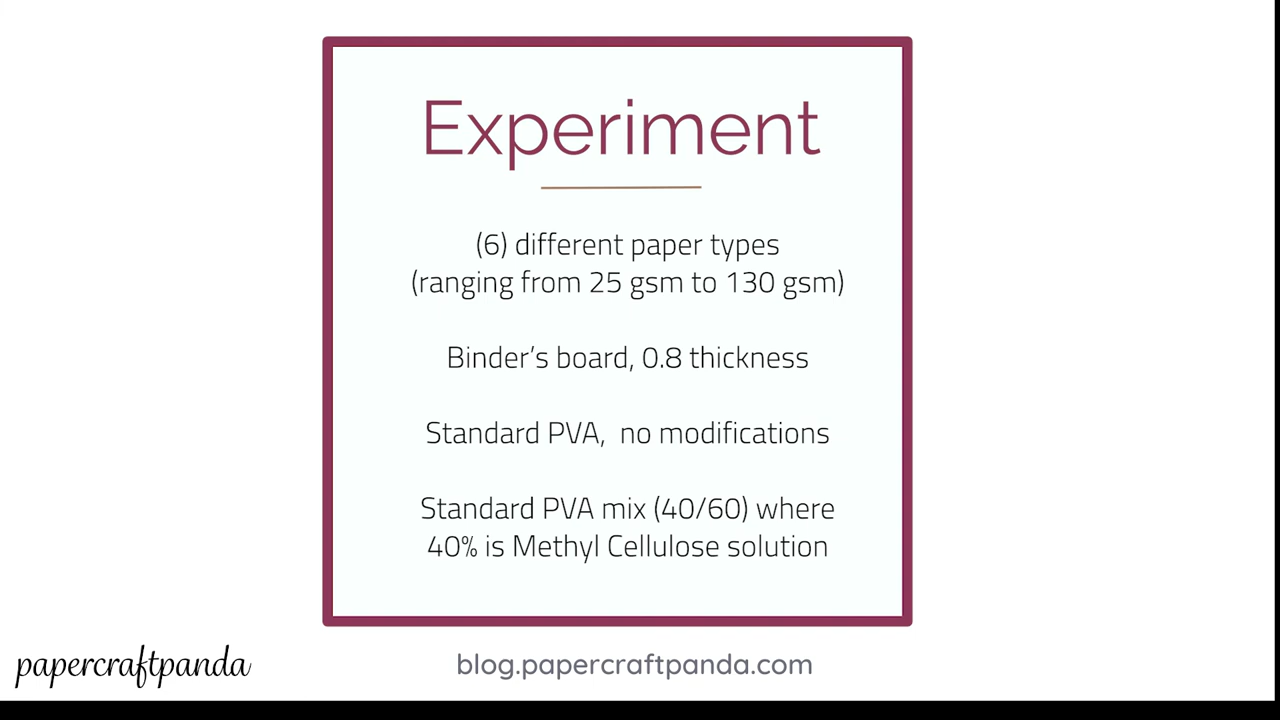 Experiment
(6) different paper types
(ranging from 25 gsm to 130 gsm)
Binder's board, 0.8 thickness
Standard PVA,  no modifications
Standard PVA mix (40/60) where
40% is Methyl Cellulose solution
papercraftpanda
blog.papercraftpanda.com